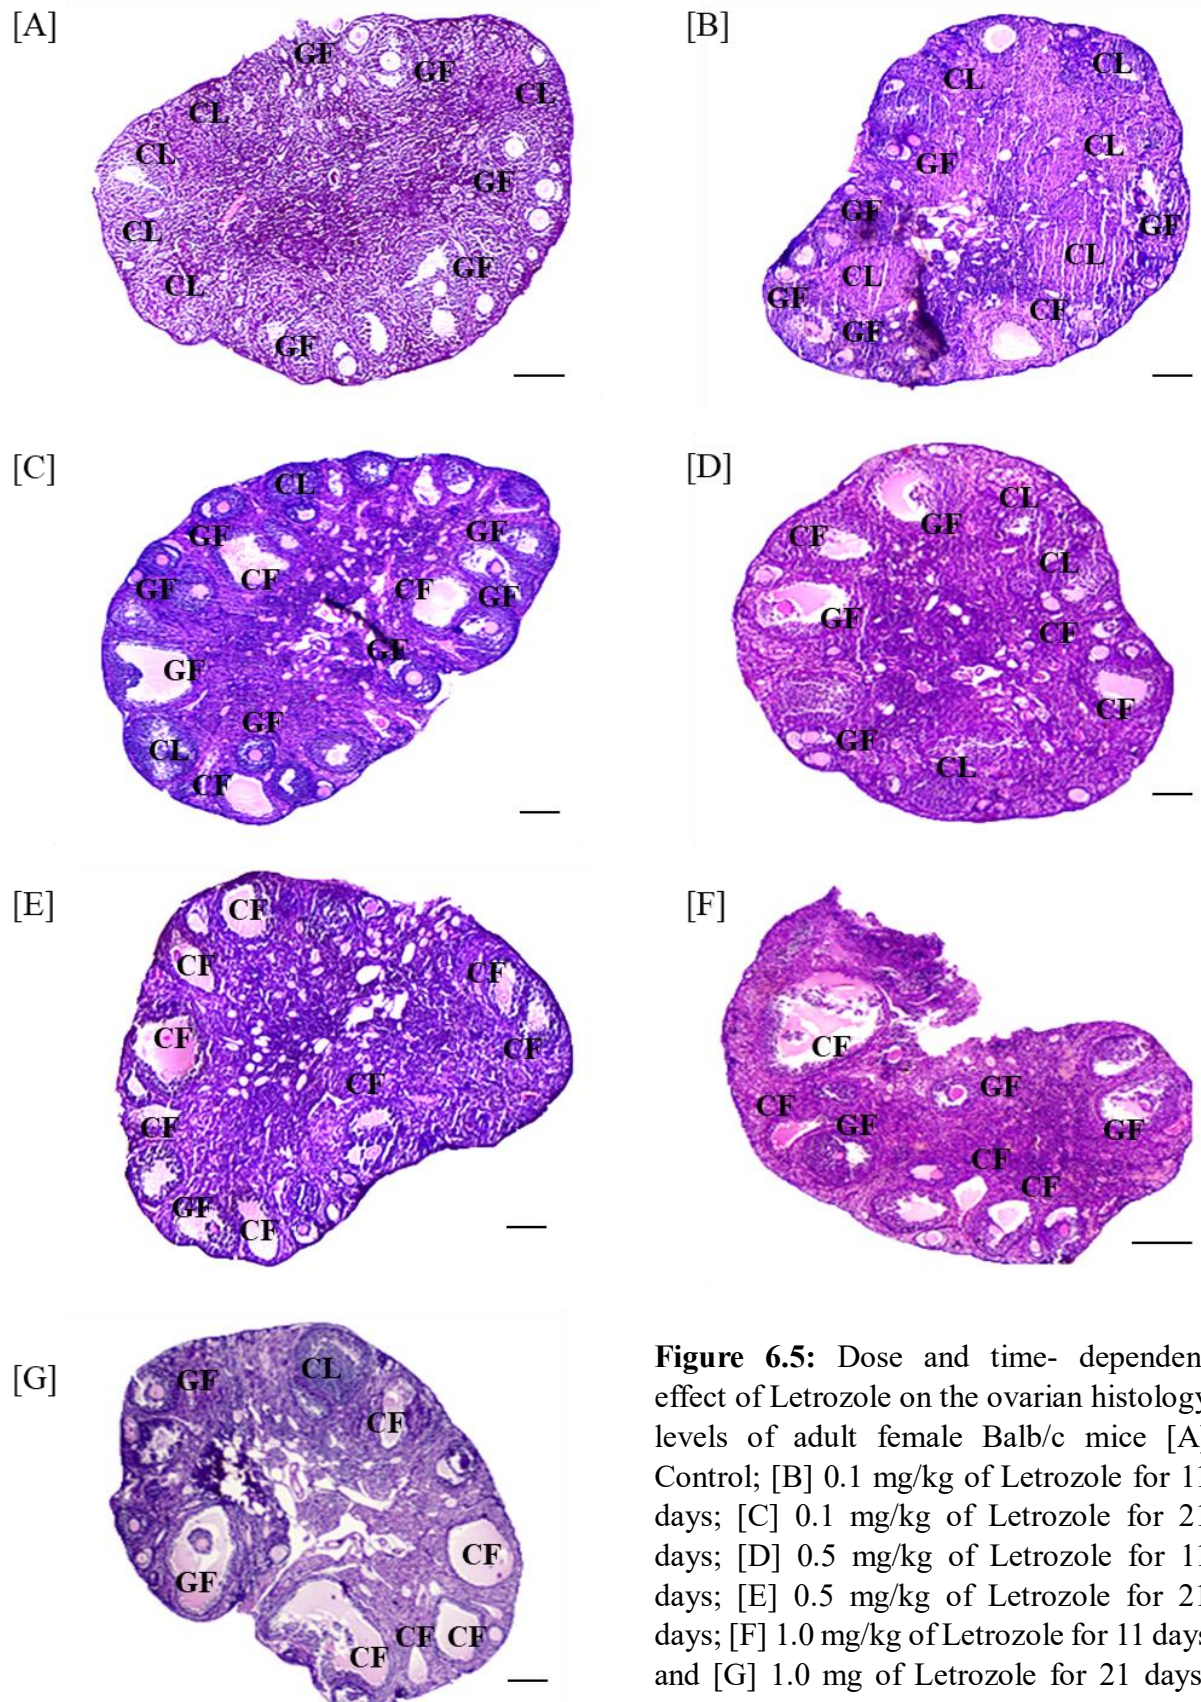 [A]
GF
GF
CL
CL
CL
GF
CL
GF
CL
GF
[B]
CL
CL
CL
GF
GF
GF
CL
CL
GF
CF
GF
[C]
CL
GF
GF
CF
CF
GF
GF
GF
GF
GF
CL
CF
[D]
CL
GF
CF
CL
GF
CF
CF
GF
CL
[E]
CF
CF
CF
CF
CF
CF
CF
GF
CF
[F]
CF
GF
CF
GF
GF
CF
CF
[G]
GF
CL
CF
CF
GF
CF
CF
CF
Figure 6.5: Dose and time- dependen
effect of Letrozole on the ovarian histology
levels of adult female Balb/c mice [A
Control; [B] 0.1 mg/kg of Letrozole for 11
days; [C] 0.1 mg/kg of Letrozole for 21
days; [D] 0.5 mg/kg of Letrozole for 11
days; [E] 0.5 mg/kg of Letrozole for 21
days; [F] 1.0 mg/kg of Letrozole for 11 days
and [G] 1.0 mg of Letrozole for 21 days